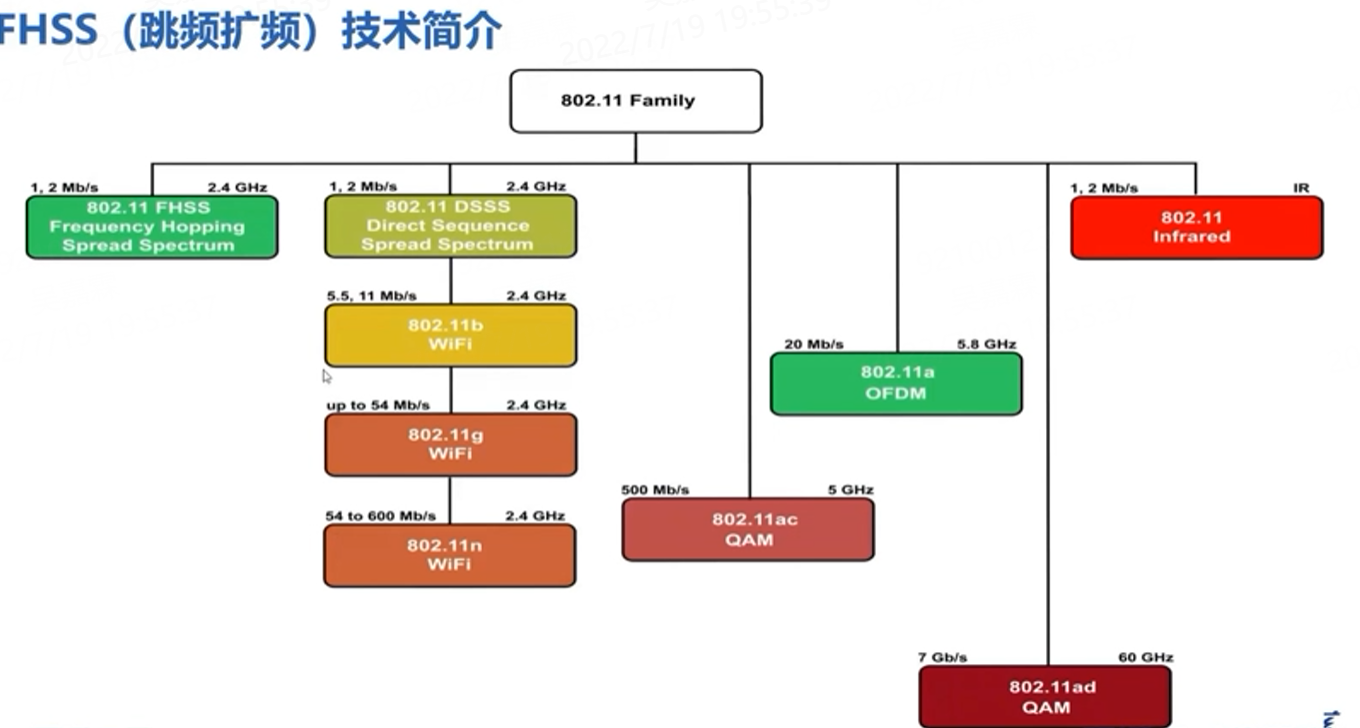 FHSS（跳频扩频）技术简介
2022/7/19 19:55:39
802.11 Family
1, 2 Mb/s 2.4 GHz
802.11 FHSS
Frequency Hopping
Spread Spectrum
1, 2 Mb/s 2.4 GHz
802.11 DSSS
Direct Sequence
Spread Spectrum
1, 2 Mb/s IR
802.11
Infrared
5.5, 11 Mb/s 2.4 GHz
802.11b
WiFi
20 Mb/s 5.8 GHz
802.11a
OFDM
up to 54 Mb/s 2.4 GHz
802.11g
WiFi
500 Mb/s 5 GHz
802.11ac
QAM
54 to 600 Mb/s 2.4 GHz
802.11n
WiFi
7 Gb/s 60 GHz
802.11ad
QAM